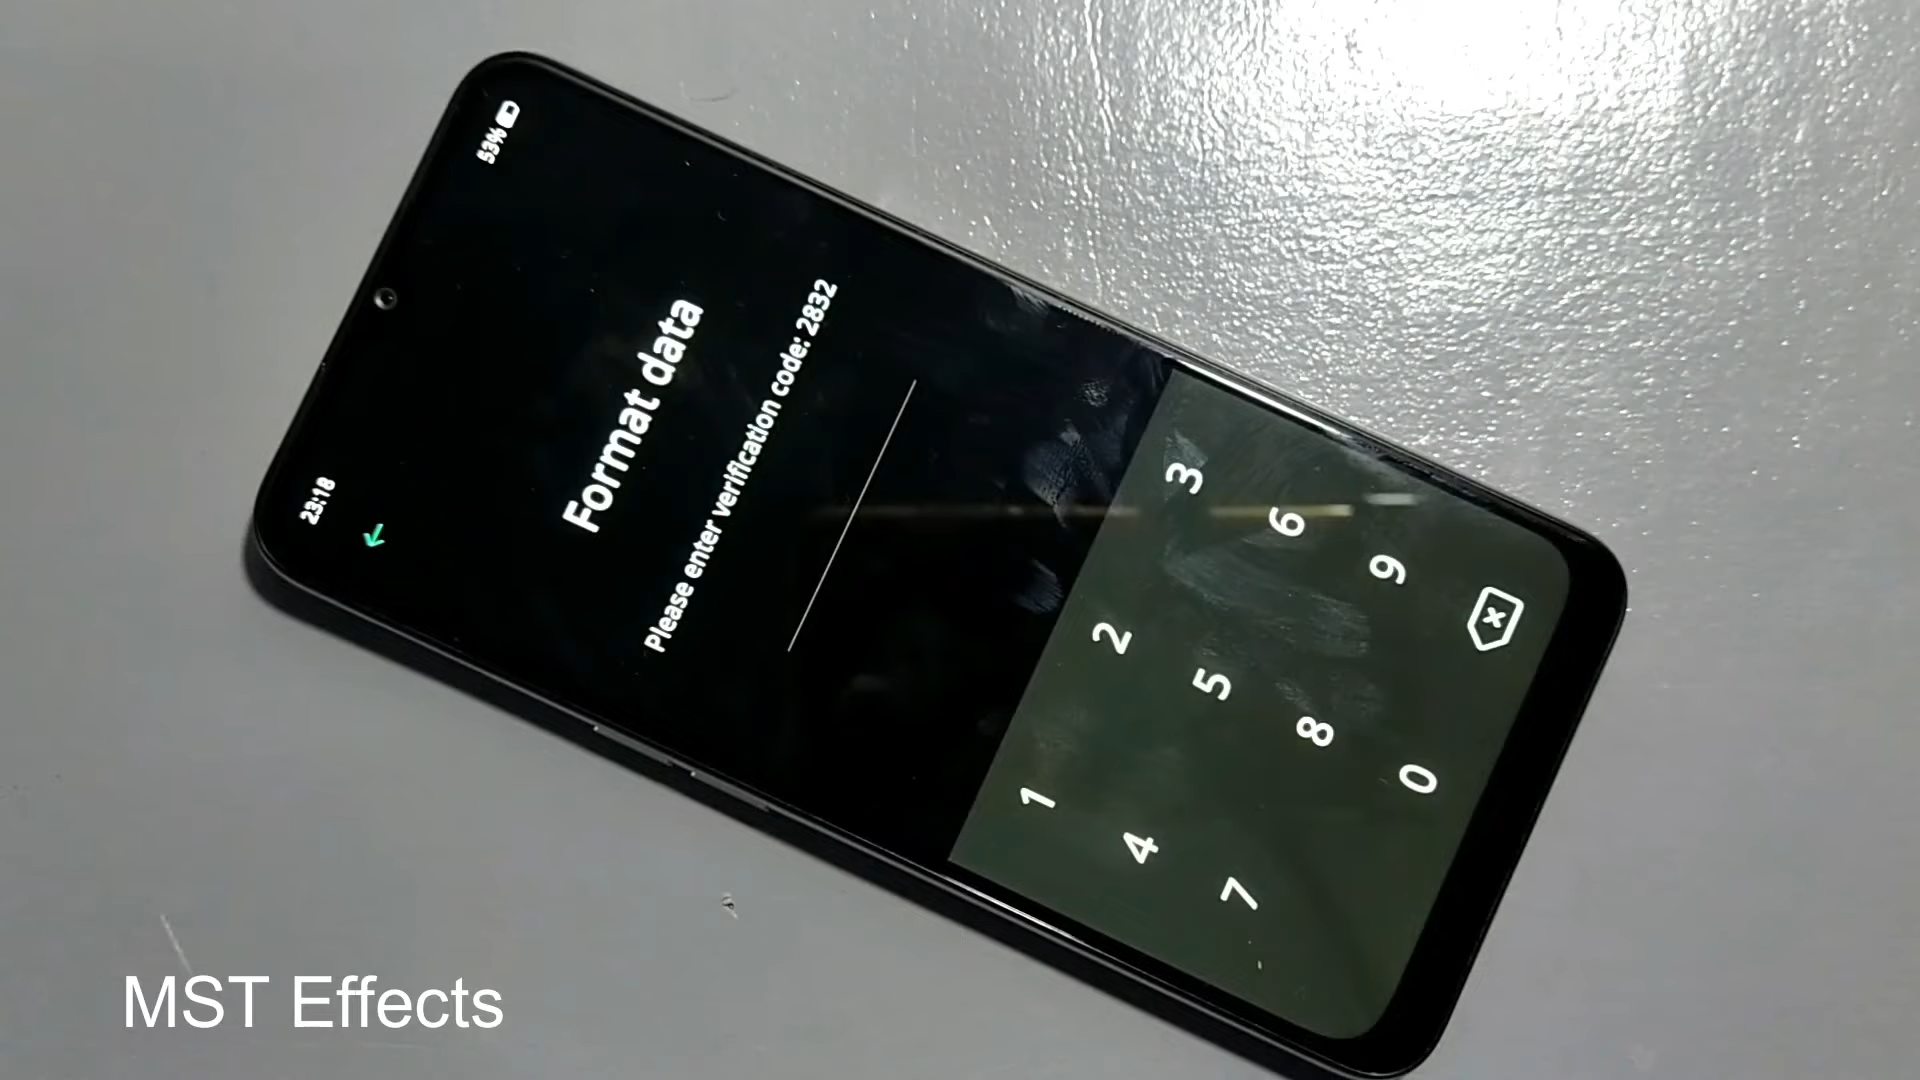 23:18
53%
Format data
Please enter verification code: 2832
1 2 3
4 5 6
7 8 9
0
MST Effects